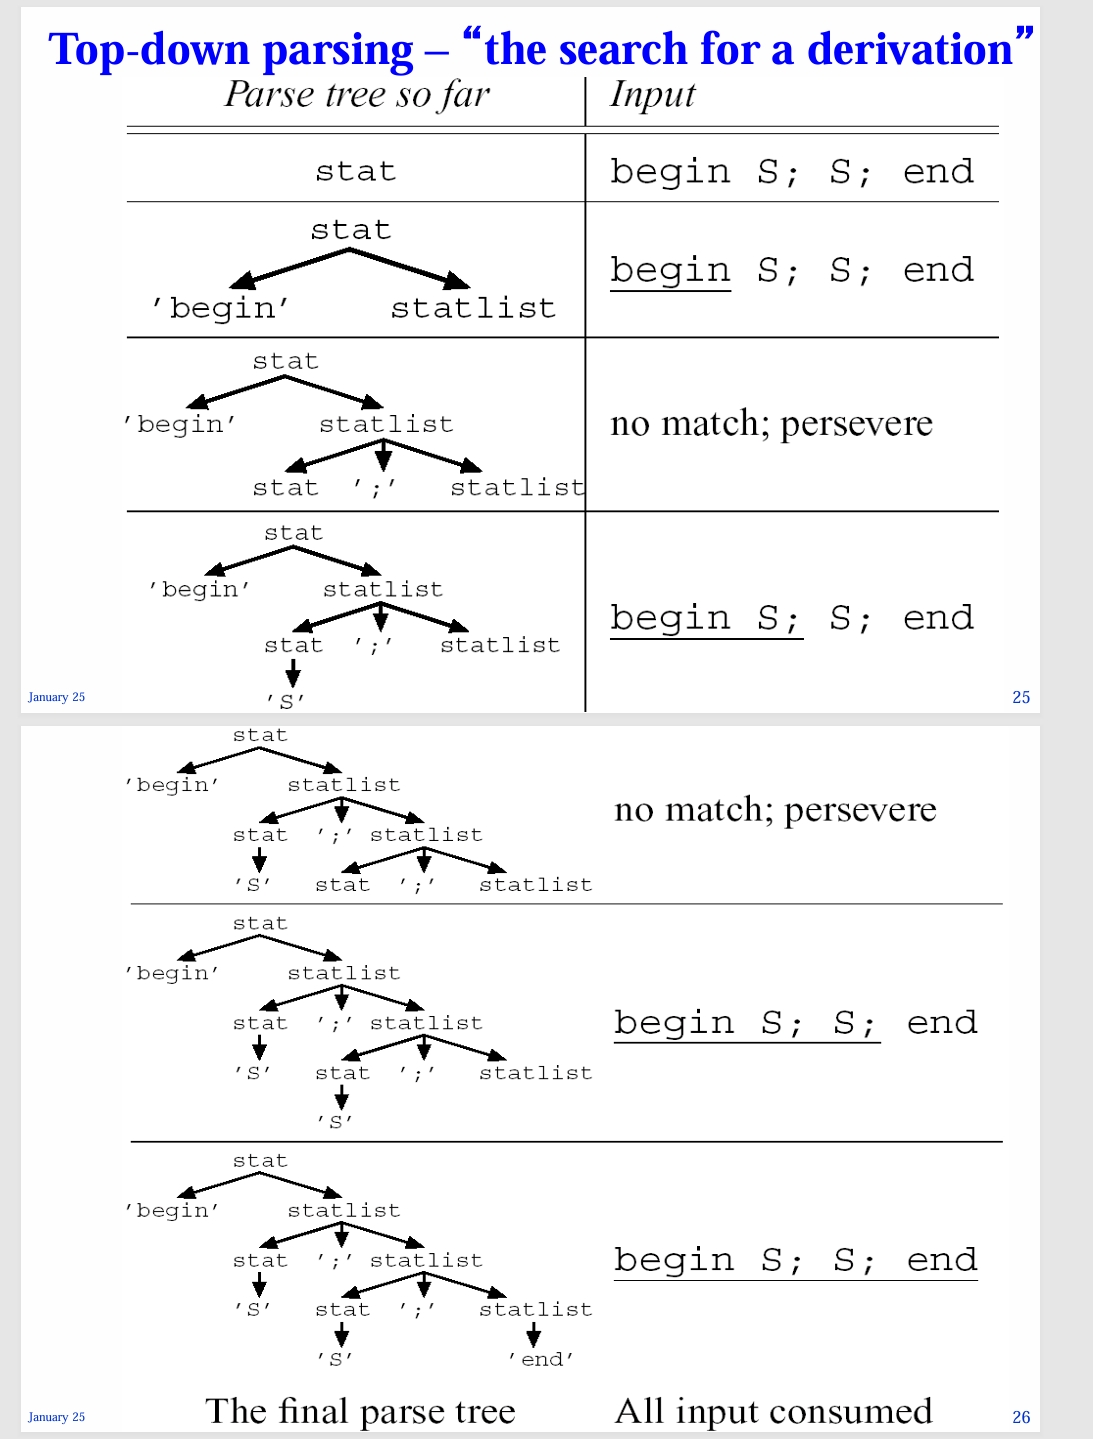 Top-down parsing – “the search for a derivation”
Parse tree so far Input
stat begin S; S; end
stat
begin S; S; end
'begin' statlist
stat
'begin' statlist no match; persevere
stat ';' statlist
stat
'begin' statlist
begin S; S; end
stat ';' statlist
'S'
January 25 25
stat
'begin' statlist
no match; persevere
stat ';' statlist
'S' stat ';' statlist
stat
'begin' statlist
stat ';' statlist begin S; S; end
'S' stat ';' statlist
'S'
stat
'begin' statlist
stat ';' statlist begin S; S; end
'S' stat ';' statlist
'S' 'end'
The final parse tree All input consumed
January 25 26